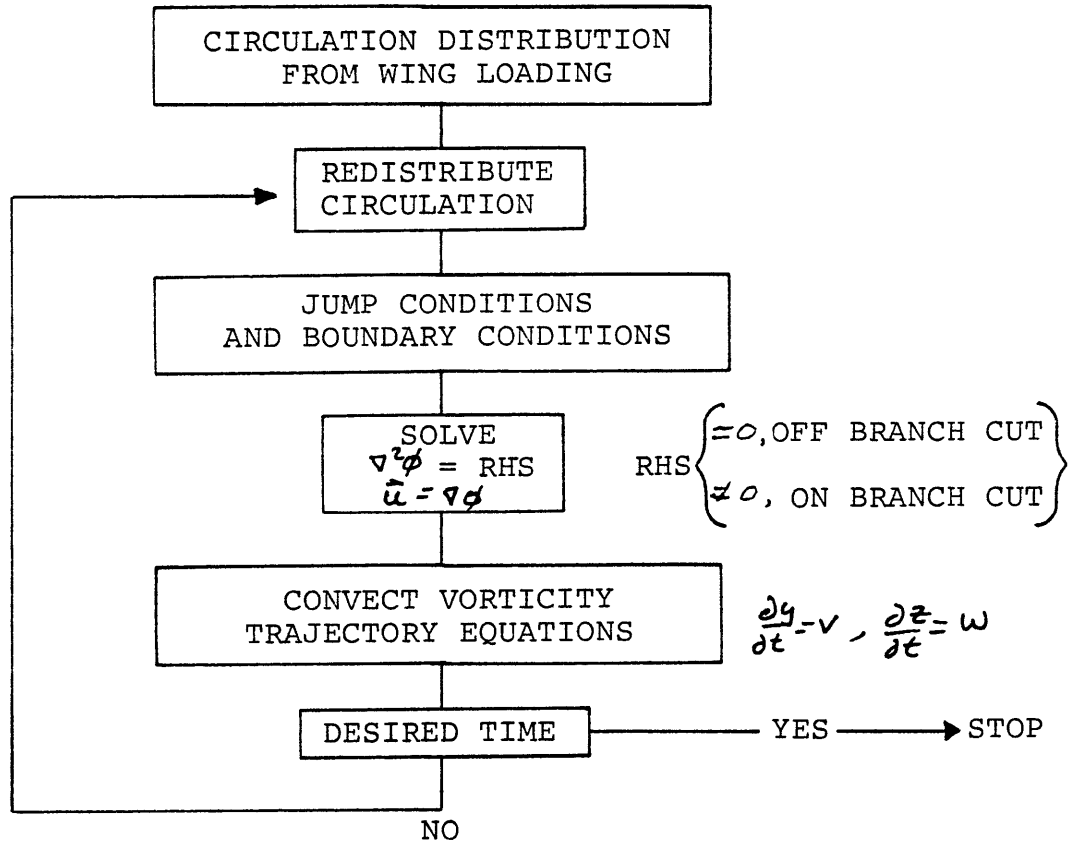 CIRCULATION DISTRIBUTION
FROM WING LOADING
REDISTRIBUTE
CIRCULATION
JUMP CONDITIONS
AND BOUNDARY CONDITIONS
SOLVE
∇²φ = RHS
ū = ∇φ
RHS
=0, OFF BRANCH CUT
≠0, ON BRANCH CUT
CONVECT VORTICITY
TRAJECTORY EQUATIONS
∂y/∂t = v , ∂z/∂t = w
DESIRED TIME
YES
STOP
NO